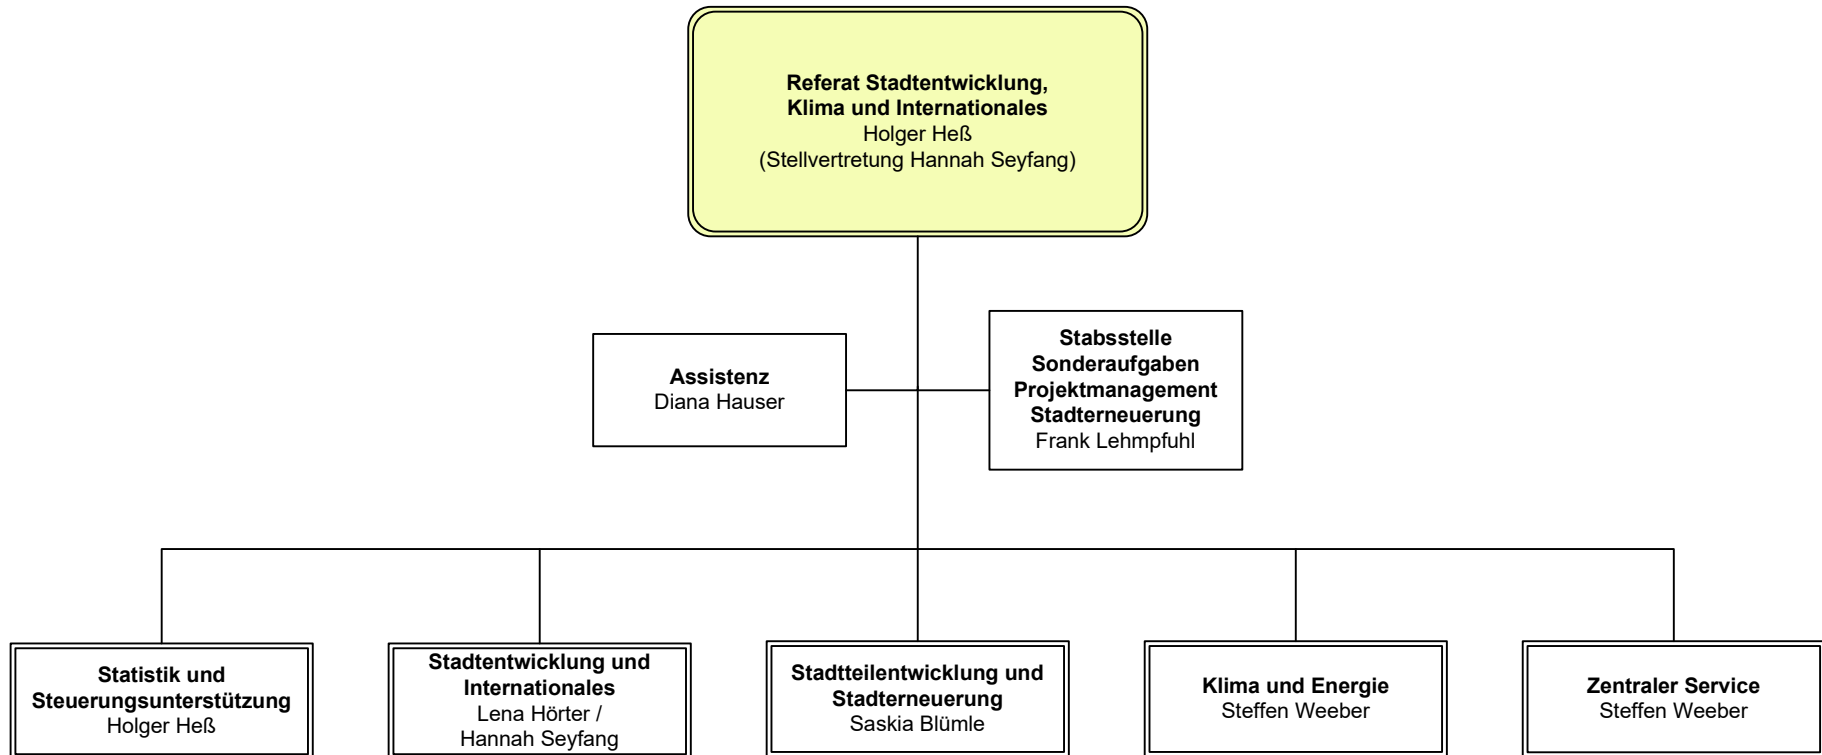 Referat Stadtentwicklung,
Klima und Internationales
Holger Heß
(Stellvertretung Hannah Seyfang)
Assistenz
Diana Hauser
Stabsstelle
Sonderaufgaben
Projektmanagement
Stadterneuerung
Frank Lehmpfuhl
Statistik und
Steuerungsunterstützung
Holger Heß
Stadtentwicklung und
Internationales
Lena Hörter /
Hannah Seyfang
Stadtteilentwicklung und
Stadterneuerung
Saskia Blümle
Klima und Energie
Steffen Weeber
Zentraler Service
Steffen Weeber